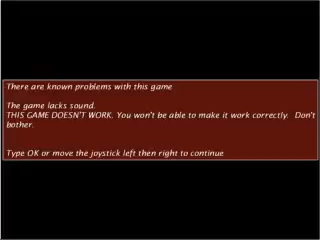 There are known problems with this game
The game lacks sound.
THIS GAME DOESN'T WORK. You won't be able to make it work correctly.  Don't
bother.
Type OK or move the joystick left then right to continue